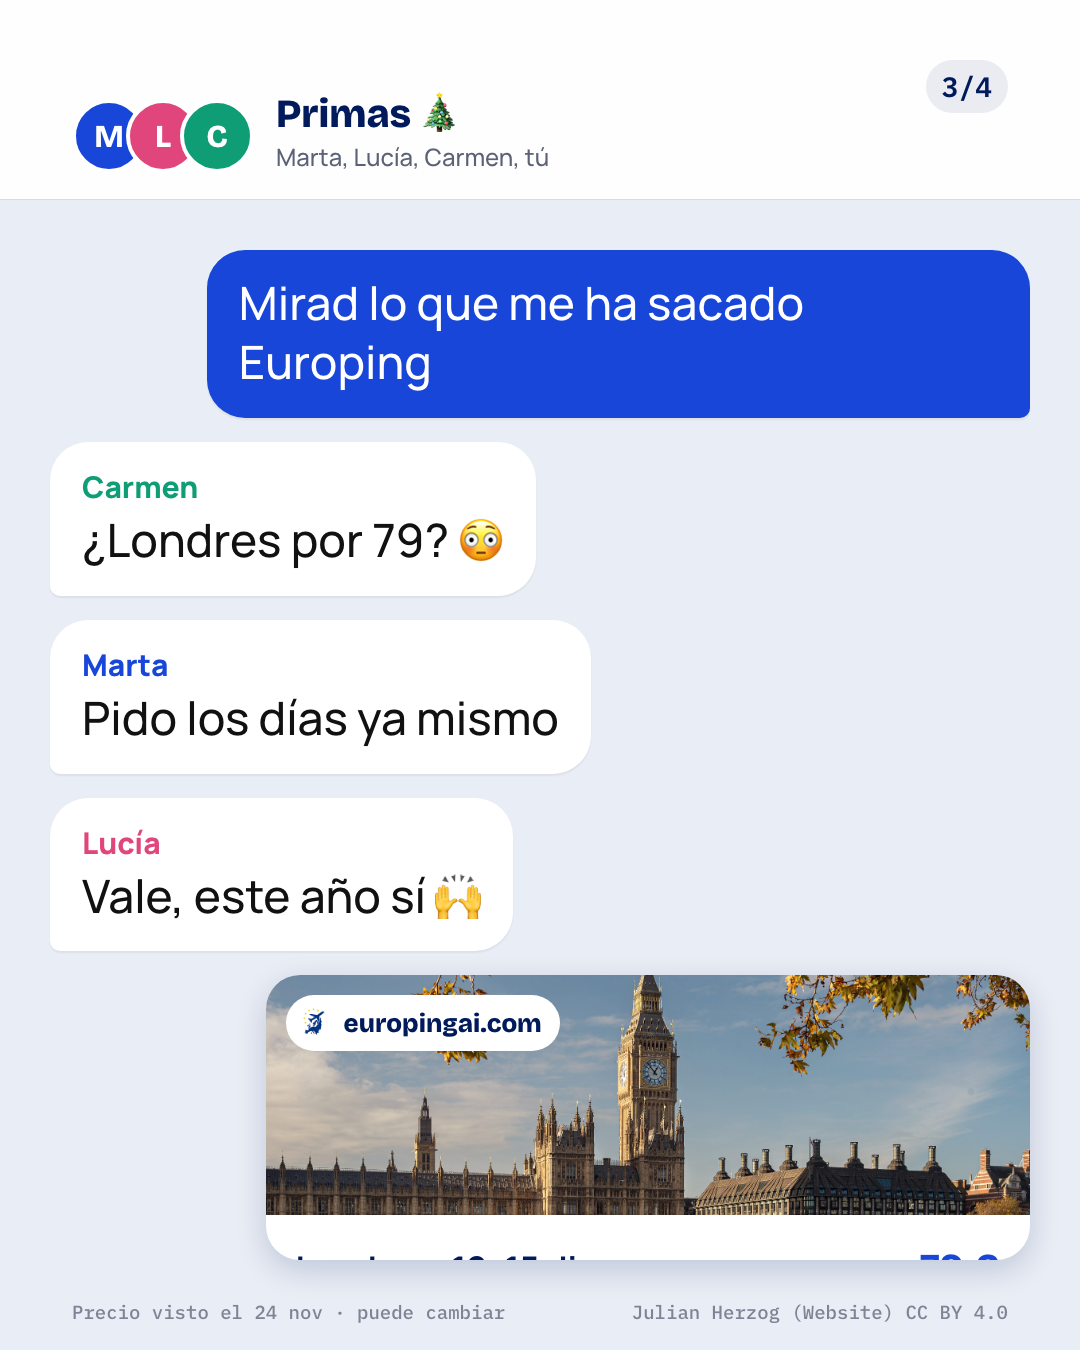 Primas 🎄
Marta, Lucía, Carmen, tú
3/4
M L C
Mirad lo que me ha sacado
Europing
Carmen
¿Londres por 79? 😳
Marta
Pido los días ya mismo
Lucía
Vale, este año sí 🙌
europingai.com
Precio visto el 24 nov · puede cambiar
Julian Herzog (Website) CC BY 4.0